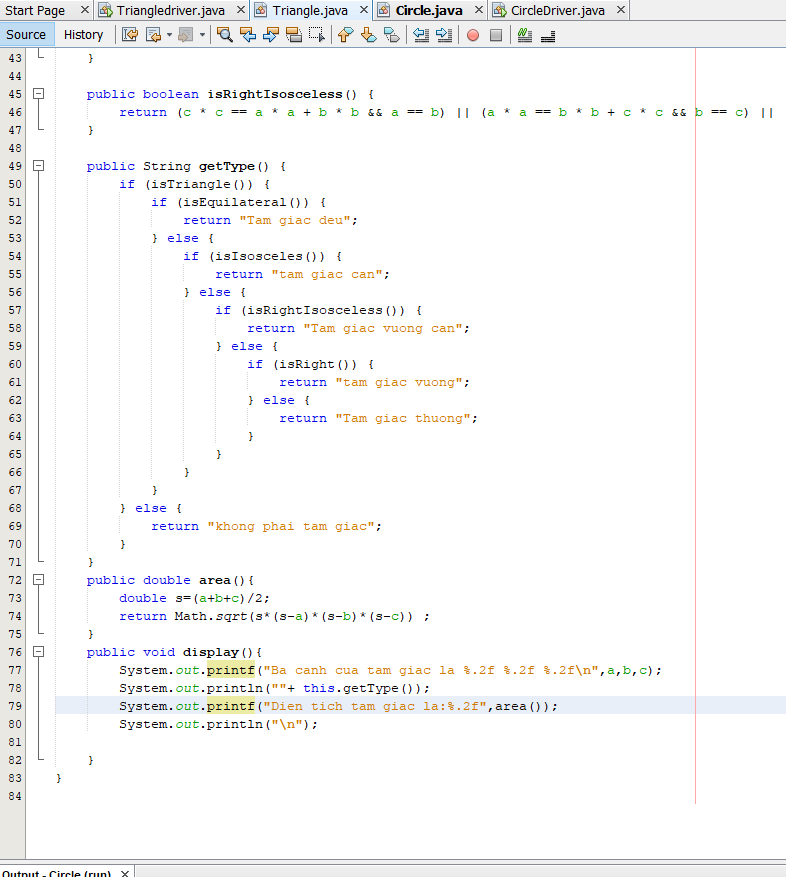 Start Page Triangledriver.java Triangle.java Circle.java CircleDriver.java
Source History
43 }
44
45 public boolean isRightIsosceless() {
46 return (c * c == a * a + b * b && a == b) || (a * a == b * b + c * c && b == c) ||
47 }
48
49 public String getType() {
50 if (isTriangle()) {
51 if (isEquilateral()) {
52 return "Tam giac deu";
53 } else {
54 if (isIsosceles()) {
55 return "tam giac can";
56 } else {
57 if (isRightIsosceless()) {
58 return "Tam giac vuong can";
59 } else {
60 if (isRight()) {
61 return "tam giac vuong";
62 } else {
63 return "Tam giac thuong";
64 }
65 }
66 }
67 }
68 } else {
69 return "khong phai tam giac";
70 }
71 }
72 public double area(){
73 double s=(a+b+c)/2;
74 return Math.sqrt(s*(s-a)*(s-b)*(s-c)) ;
75 }
76 public void display(){
77 System.out.printf("Ba canh cua tam giac la %.2f %.2f %.2f\n",a,b,c);
78 System.out.println(""+ this.getType());
79 System.out.printf("Dien tich tam giac la:%.2f",area());
80 System.out.println("\n");
81
82 }
83 }
84
Output - Circle (run)